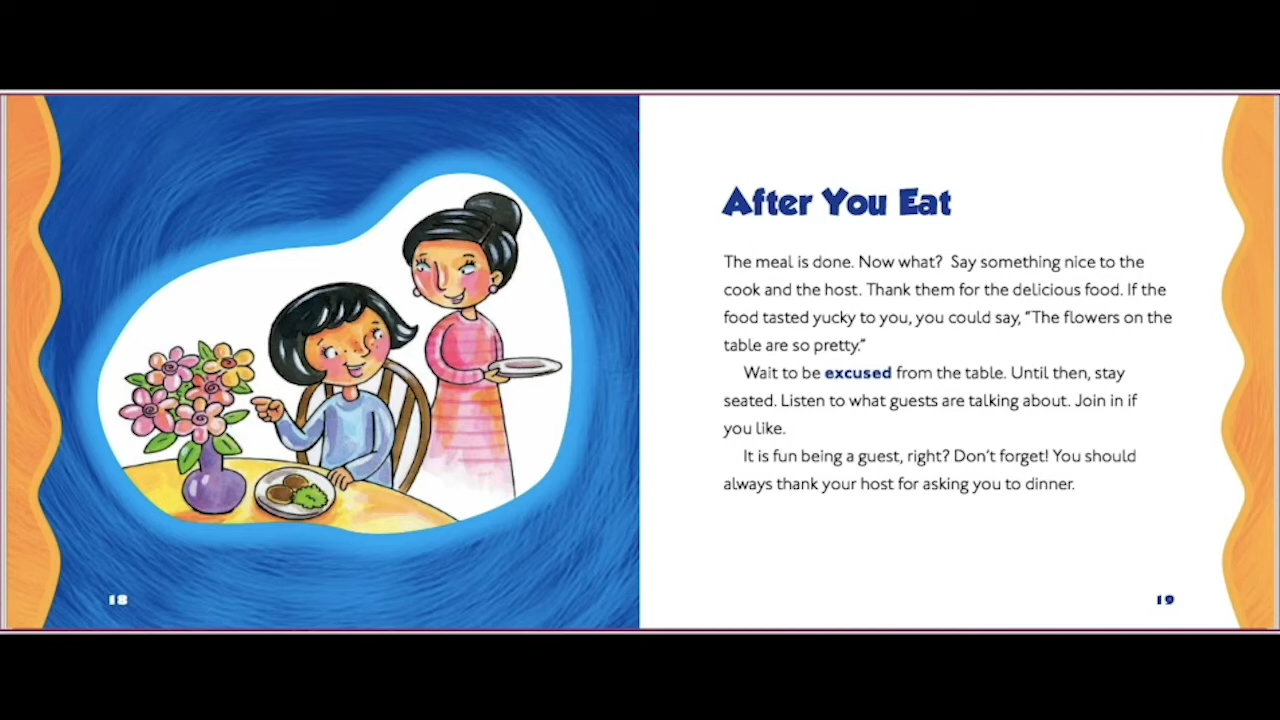 After You Eat
The meal is done. Now what?  Say something nice to the
cook and the host. Thank them for the delicious food. If the
food tasted yucky to you, you could say, “The flowers on the
table are so pretty.”
Wait to be excused from the table. Until then, stay
seated. Listen to what guests are talking about. Join in if
you like.
It is fun being a guest, right? Don’t forget! You should
always thank your host for asking you to dinner.
18
19